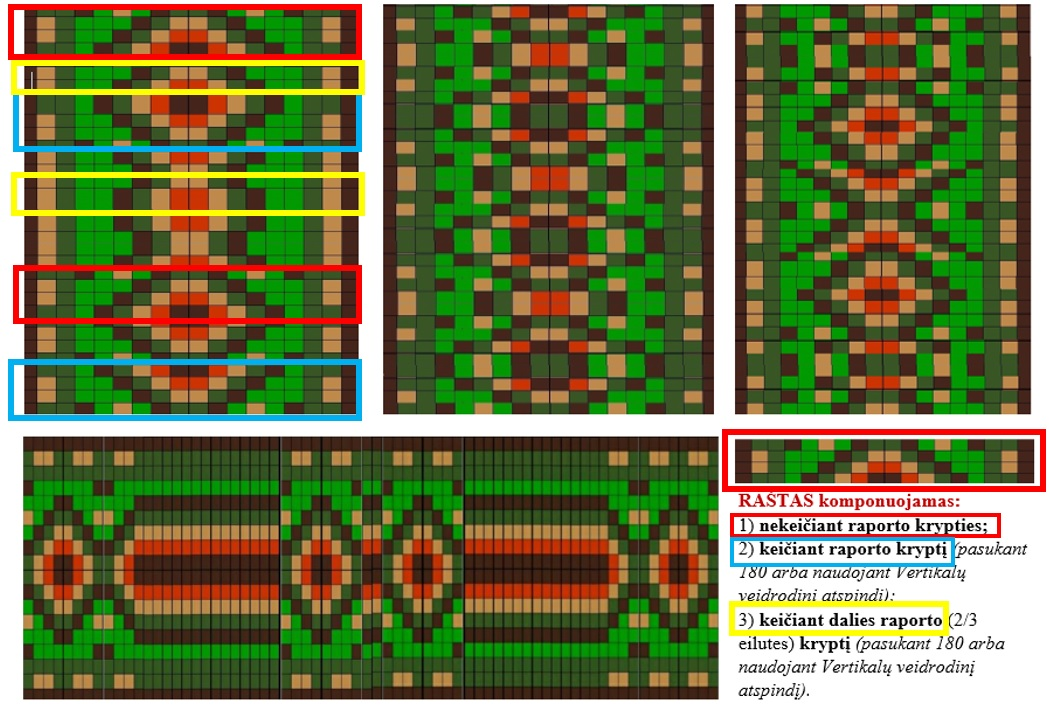 RAŠTAS komponuojamas:
1) nekeičiant raporto krypties;
2) keičiant raporto kryptį (pasukant
180 arba naudojant Vertikalų
veidrodinį atspindį);
3) keičiant dalies raporto (2/3
eilutes) kryptį (pasukant 180 arba
naudojant Vertikalų veidrodinį
atspindį).